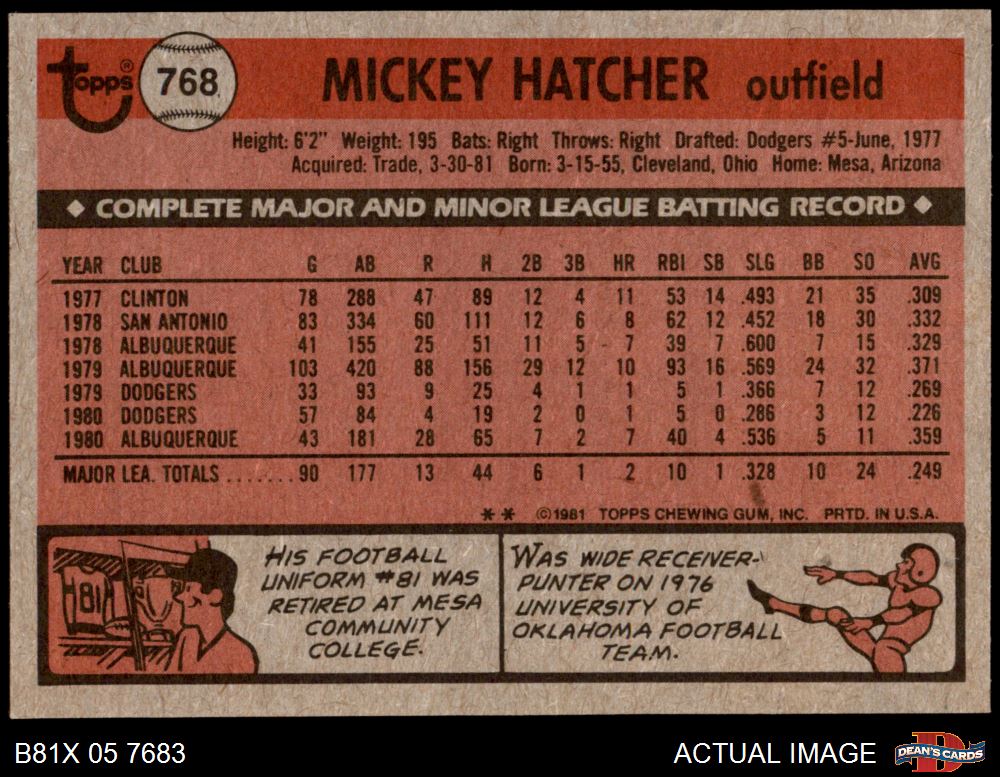 topps® 768 MICKEY HATCHER outfield
Height: 6'2" Weight: 195 Bats: Right Throws: Right Drafted: Dodgers #5-June, 1977
Acquired: Trade, 3-30-81 Born: 3-15-55, Cleveland, Ohio Home: Mesa, Arizona
◆ COMPLETE MAJOR AND MINOR LEAGUE BATTING RECORD ◆
YEAR CLUB G AB R H 2B 3B HR RBI SB SLG BB SO AVG
1977 CLINTON 78 288 47 89 12 4 11 53 14 .493 21 35 .309
1978 SAN ANTONIO 83 334 60 111 12 6 8 62 12 .452 18 30 .332
1978 ALBUQUERQUE 41 155 25 51 11 5 7 39 7 .600 7 15 .329
1979 ALBUQUERQUE 103 420 88 156 29 12 10 93 16 .569 24 32 .371
1979 DODGERS 33 93 9 25 4 1 1 5 1 .366 7 12 .269
1980 DODGERS 57 84 4 19 2 0 1 5 0 .286 3 12 .226
1980 ALBUQUERQUE 43 181 28 65 7 2 7 40 4 .536 5 11 .359
MAJOR LEA. TOTALS ....... 90 177 13 44 6 1 2 10 1 .328 10 24 .249
** ©1981 TOPPS CHEWING GUM, INC. PRTD. IN U.S.A.
81
HIS FOOTBALL
UNIFORM #81 WAS
RETIRED AT MESA
COMMUNITY
COLLEGE.
WAS WIDE RECEIVER-
PUNTER ON 1976
UNIVERSITY OF
OKLAHOMA FOOTBALL
TEAM.
B81X 05 7683 ACTUAL IMAGE D DEAN'S CARDS